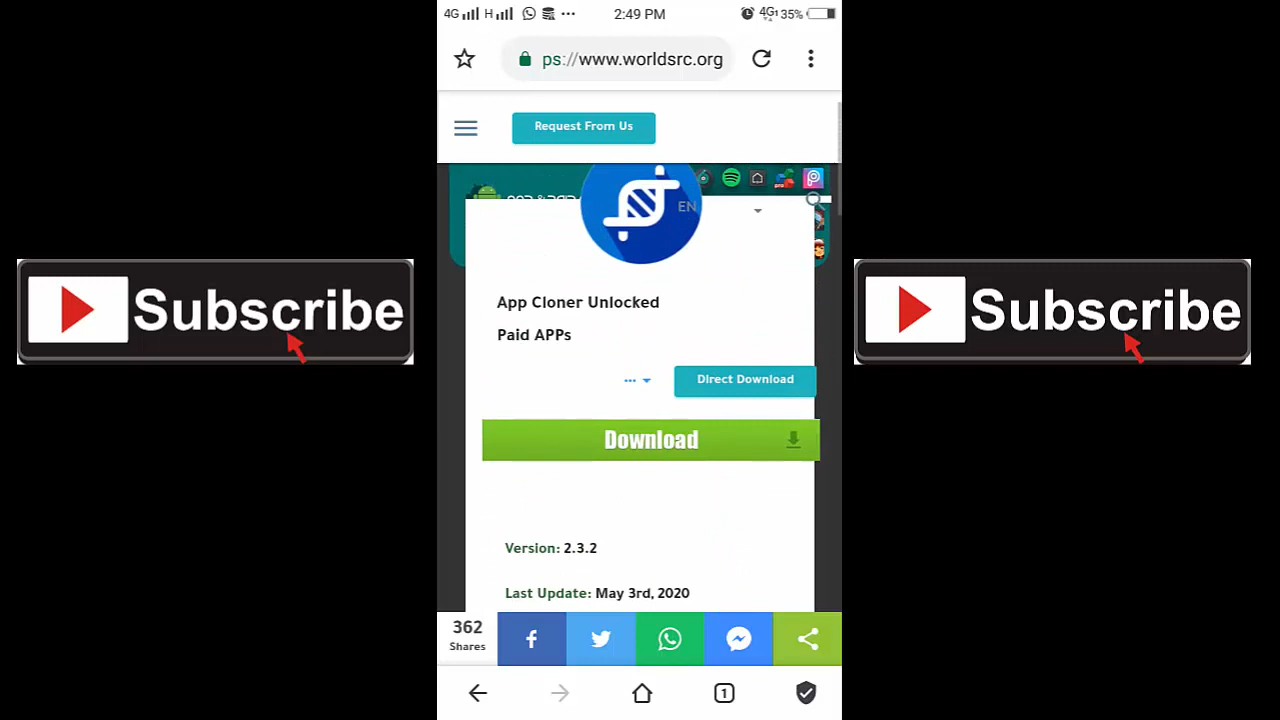 4G H 2:49 PM 4G 35%
ps://www.worldsrc.org
Request From Us
EN
Subscribe
Subscribe
App Cloner Unlocked
Paid APPs
Direct Download
Download
Version: 2.3.2
Last Update: May 3rd, 2020
362
Shares
1